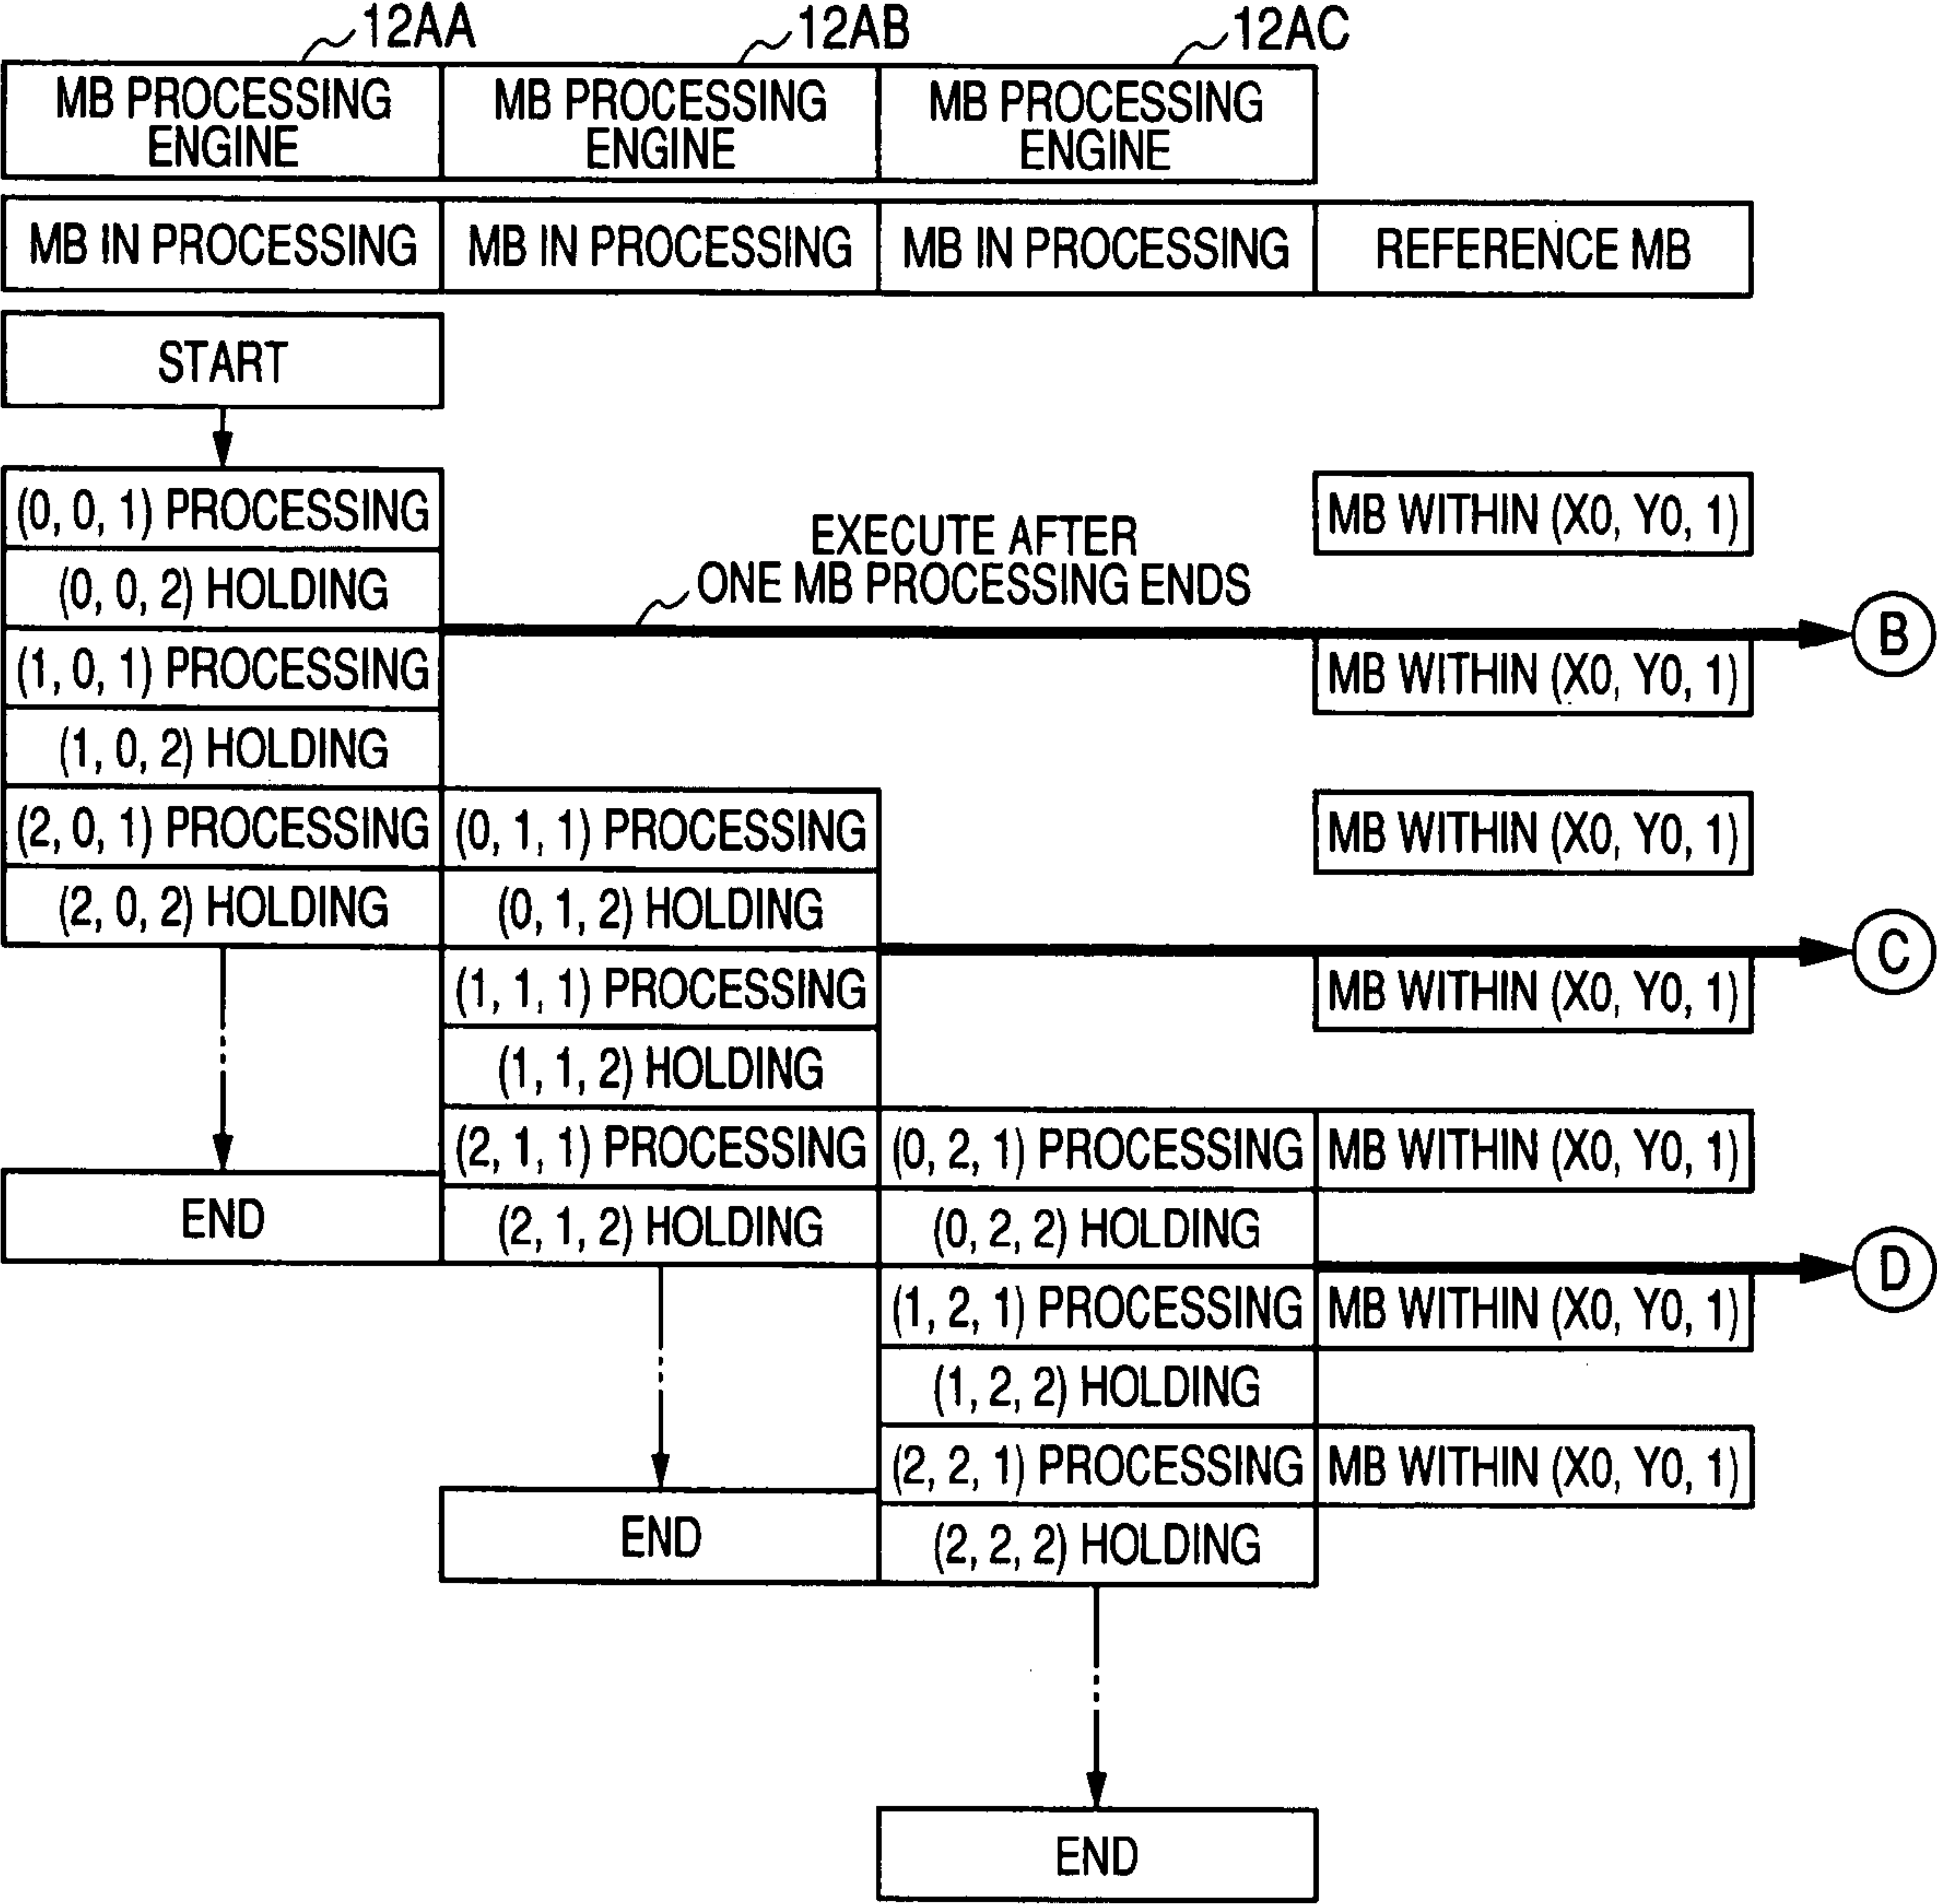 12AA 12AB 12AC
MB PROCESSING ENGINE MB PROCESSING ENGINE MB PROCESSING ENGINE
MB IN PROCESSING MB IN PROCESSING MB IN PROCESSING REFERENCE MB
START
(0, 0, 1) PROCESSING MB WITHIN (X0, Y0, 1)
EXECUTE AFTER
ONE MB PROCESSING ENDS
(0, 0, 2) HOLDING
B
(1, 0, 1) PROCESSING MB WITHIN (X0, Y0, 1)
(1, 0, 2) HOLDING
(2, 0, 1) PROCESSING (0, 1, 1) PROCESSING MB WITHIN (X0, Y0, 1)
(2, 0, 2) HOLDING (0, 1, 2) HOLDING
C
(1, 1, 1) PROCESSING MB WITHIN (X0, Y0, 1)
(1, 1, 2) HOLDING
(2, 1, 1) PROCESSING (0, 2, 1) PROCESSING MB WITHIN (X0, Y0, 1)
END (2, 1, 2) HOLDING (0, 2, 2) HOLDING
D
(1, 2, 1) PROCESSING MB WITHIN (X0, Y0, 1)
(1, 2, 2) HOLDING
(2, 2, 1) PROCESSING MB WITHIN (X0, Y0, 1)
END (2, 2, 2) HOLDING
END